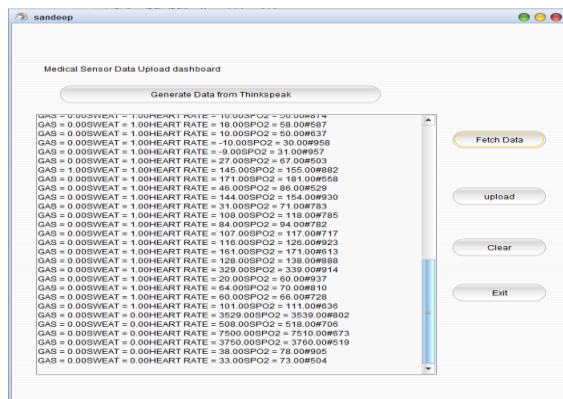 sandeep
Medical Sensor Data Upload dashboard
Generate Data from Thinkspeak
GAS = 0.00SWEAT = 1.00HEART RATE = 10.00SPO2 = 50.00#874
GAS = 0.00SWEAT = 1.00HEART RATE = 18.00SPO2 = 58.00#587
GAS = 0.00SWEAT = 1.00HEART RATE = 10.00SPO2 = 50.00#637
GAS = 0.00SWEAT = 1.00HEART RATE = -10.00SPO2 = 30.00#958
GAS = 0.00SWEAT = 1.00HEART RATE = -9.00SPO2 = 31.00#957
GAS = 0.00SWEAT = 1.00HEART RATE = 27.00SPO2 = 67.00#503
GAS = 1.00SWEAT = 1.00HEART RATE = 145.00SPO2 = 155.00#882
GAS = 0.00SWEAT = 1.00HEART RATE = 171.00SPO2 = 181.00#558
GAS = 0.00SWEAT = 1.00HEART RATE = 46.00SPO2 = 86.00#529
GAS = 0.00SWEAT = 1.00HEART RATE = 144.00SPO2 = 154.00#930
GAS = 0.00SWEAT = 1.00HEART RATE = 31.00SPO2 = 71.00#783
GAS = 0.00SWEAT = 1.00HEART RATE = 108.00SPO2 = 118.00#785
GAS = 0.00SWEAT = 1.00HEART RATE = 84.00SPO2 = 94.00#782
GAS = 0.00SWEAT = 1.00HEART RATE = 107.00SPO2 = 117.00#717
GAS = 0.00SWEAT = 1.00HEART RATE = 116.00SPO2 = 126.00#923
GAS = 0.00SWEAT = 1.00HEART RATE = 161.00SPO2 = 171.00#613
GAS = 0.00SWEAT = 1.00HEART RATE = 128.00SPO2 = 138.00#888
GAS = 0.00SWEAT = 1.00HEART RATE = 329.00SPO2 = 339.00#914
GAS = 0.00SWEAT = 1.00HEART RATE = 20.00SPO2 = 60.00#937
GAS = 0.00SWEAT = 1.00HEART RATE = 64.00SPO2 = 70.00#810
GAS = 0.00SWEAT = 1.00HEART RATE = 60.00SPO2 = 66.00#728
GAS = 0.00SWEAT = 1.00HEART RATE = 101.00SPO2 = 111.00#636
GAS = 0.00SWEAT = 0.00HEART RATE = 3529.00SPO2 = 3539.00#802
GAS = 0.00SWEAT = 0.00HEART RATE = 508.00SPO2 = 518.00#706
GAS = 0.00SWEAT = 0.00HEART RATE = 7500.00SPO2 = 7510.00#673
GAS = 0.00SWEAT = 0.00HEART RATE = 3750.00SPO2 = 3760.00#519
GAS = 0.00SWEAT = 0.00HEART RATE = 38.00SPO2 = 78.00#905
GAS = 0.00SWEAT = 0.00HEART RATE = 33.00SPO2 = 73.00#504
Fetch Data
upload
Clear
Exit